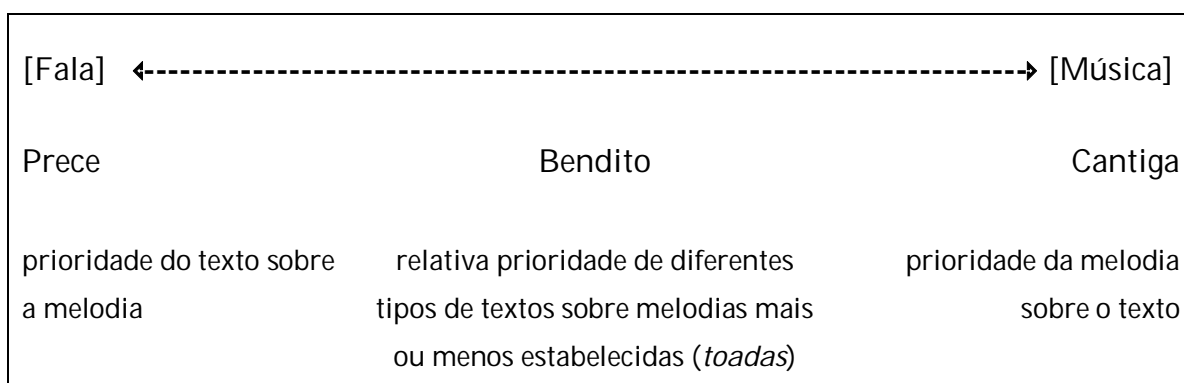 [Fala] [Música]
Prece Bendito Cantiga
prioridade do texto sobre relativa prioridade de diferentes prioridade da melodia
a melodia tipos de textos sobre melodias mais sobre o texto
ou menos estabelecidas (toadas)